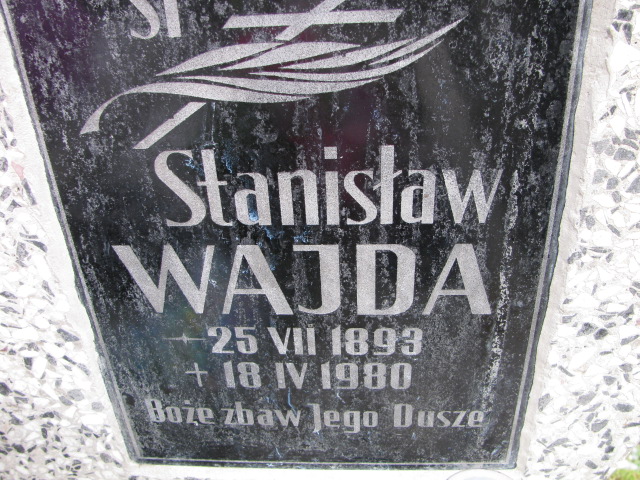 Stanisław
WAJDA
25 VII 1893
+ 18 IV 1980
Boże zbaw Jego Dusze